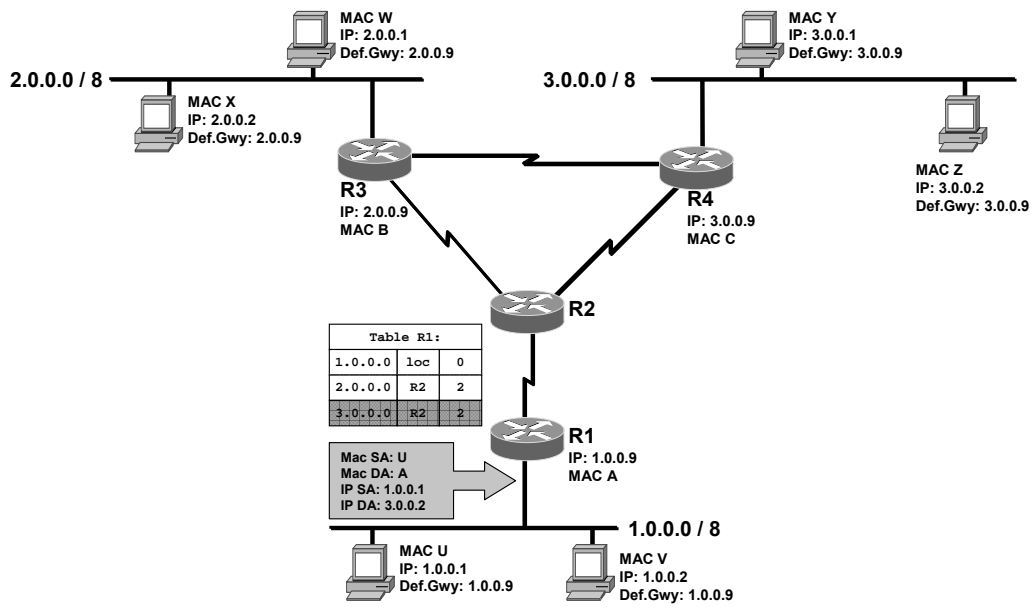 MAC W
IP: 2.0.0.1
Def.Gwy: 2.0.0.9
2.0.0.0 / 8
MAC X
IP: 2.0.0.2
Def.Gwy: 2.0.0.9
MAC Y
IP: 3.0.0.1
Def.Gwy: 3.0.0.9
3.0.0.0 / 8
MAC Z
IP: 3.0.0.2
Def.Gwy: 3.0.0.9
R3
IP: 2.0.0.9
MAC B
R4
IP: 3.0.0.9
MAC C
R2
Table R1:
1.0.0.0 loc 0
2.0.0.0 R2 2
3.0.0.0 R2 2
R1
IP: 1.0.0.9
MAC A
Mac SA: U
Mac DA: A
IP SA: 1.0.0.1
IP DA: 3.0.0.2
1.0.0.0 / 8
MAC U
IP: 1.0.0.1
Def.Gwy: 1.0.0.9
MAC V
IP: 1.0.0.2
Def.Gwy: 1.0.0.9